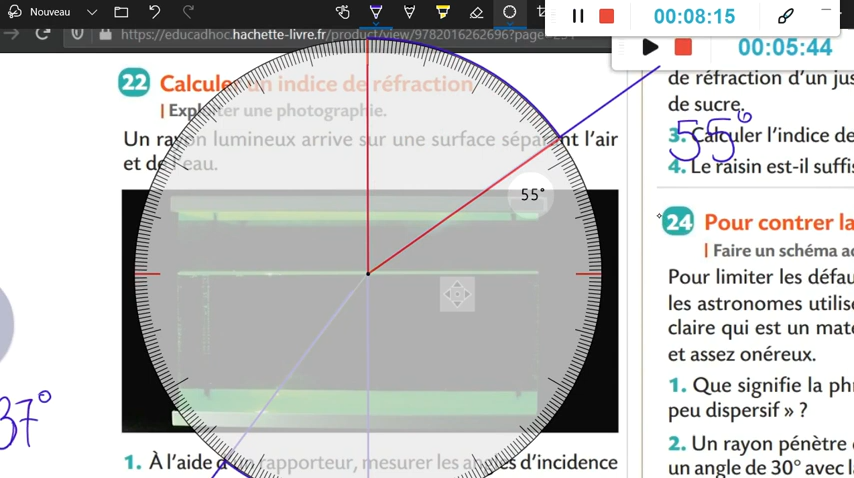 Nouveau
00:08:15
00:05:44
https://educadhoc.hachette-livre.fr/product/view/9782016262696?page=
22 Calculer un indice de réfraction
Exploiter une photographie.
Un rayon lumineux arrive sur une surface séparant l'air
et de l'eau.
55°
37°
1. À l'aide d'un rapporteur, mesurer les angles d'incidence
de réfraction d'un jus
de sucre.
55°
3. Calculer l'indice de
4. Le raisin est-il suffis
24 Pour contrer la
Faire un schéma a
Pour limiter les défau
les astronomes utilis
claire qui est un mat
et assez onéreux.
1. Que signifie la phr
peu dispersif » ?
2. Un rayon pénètre
un angle de 30° avec la